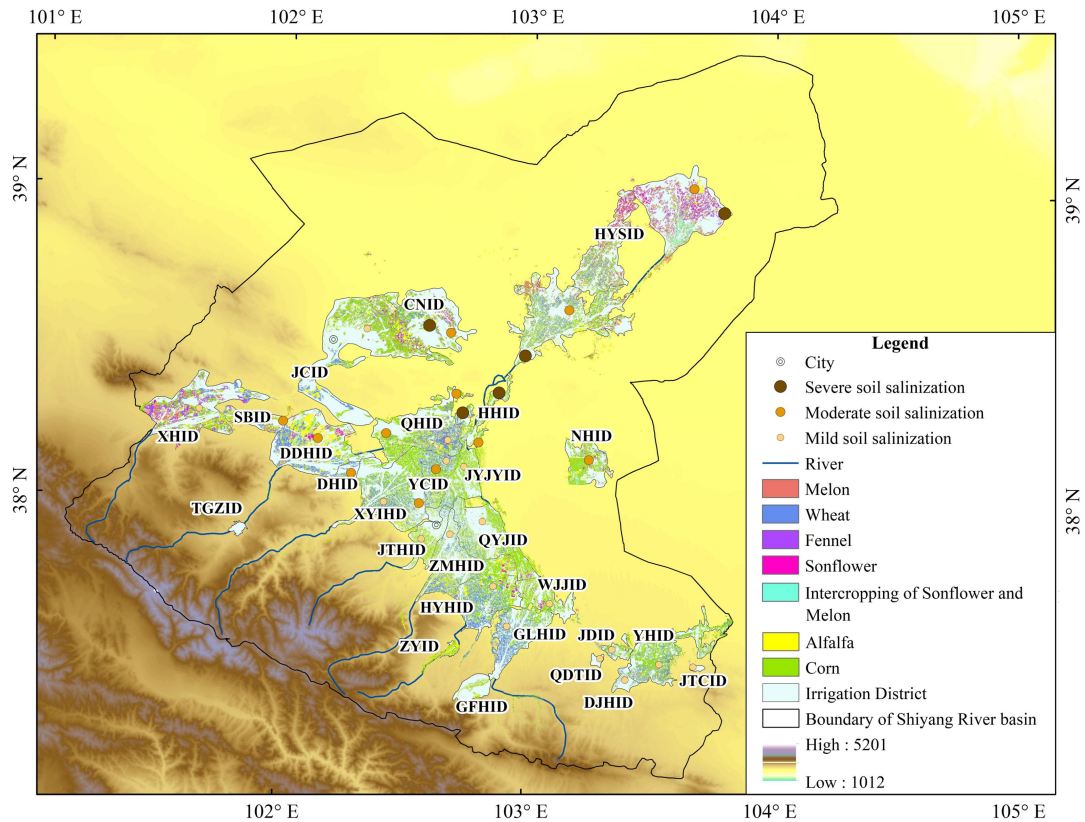 101° E 102° E 103° E 104° E 105° E
39° N
39° N
HYSID
CNID
JCID
SBID
XHID
QHID
HHID
DDHID
NHID
DHID
JYJYID
YCID
38° N
38° N
TGZID
XYIHD
JTHID
QYJID
ZMHID
WJJID
HYHID
GLHID
JDID
YHID
ZYID
QDTID
JTCID
DJHID
GFHID
Legend
City
Severe soil salinization
Moderate soil salinization
Mild soil salinization
River
Melon
Wheat
Fennel
Sonflower
Intercropping of Sonflower and
Melon
Alfalfa
Corn
Irrigation District
Boundary of Shiyang River basin
High : 5201
Low : 1012
102° E 103° E 104° E 105° E